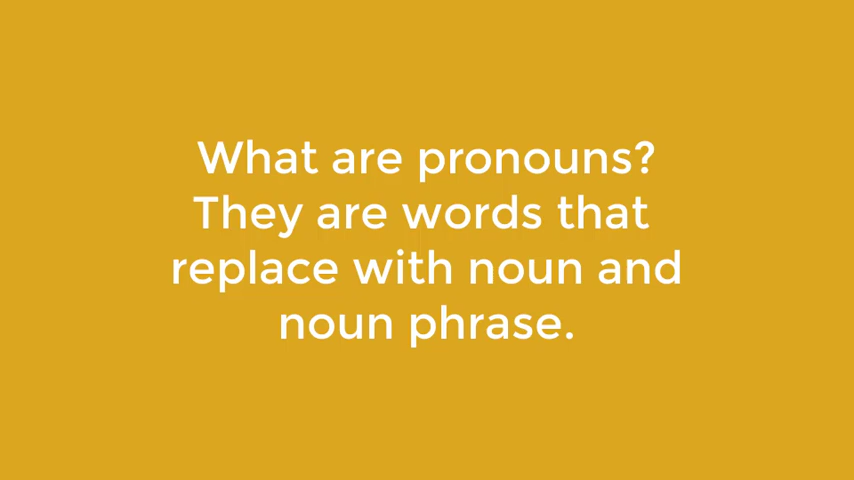 What are pronouns?
They are words that
replace with noun and
noun phrase.